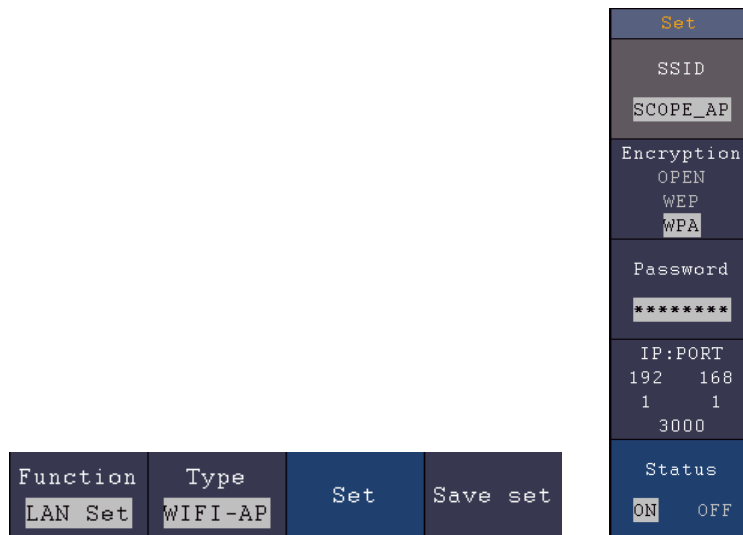 Set
SSID
SCOPE_AP
Encryption
OPEN
WEP
WPA
Password
********
IP:PORT
192 168
1 1
3000
Status
ON OFF
Function Type
LAN Set WIFI-AP Set Save set